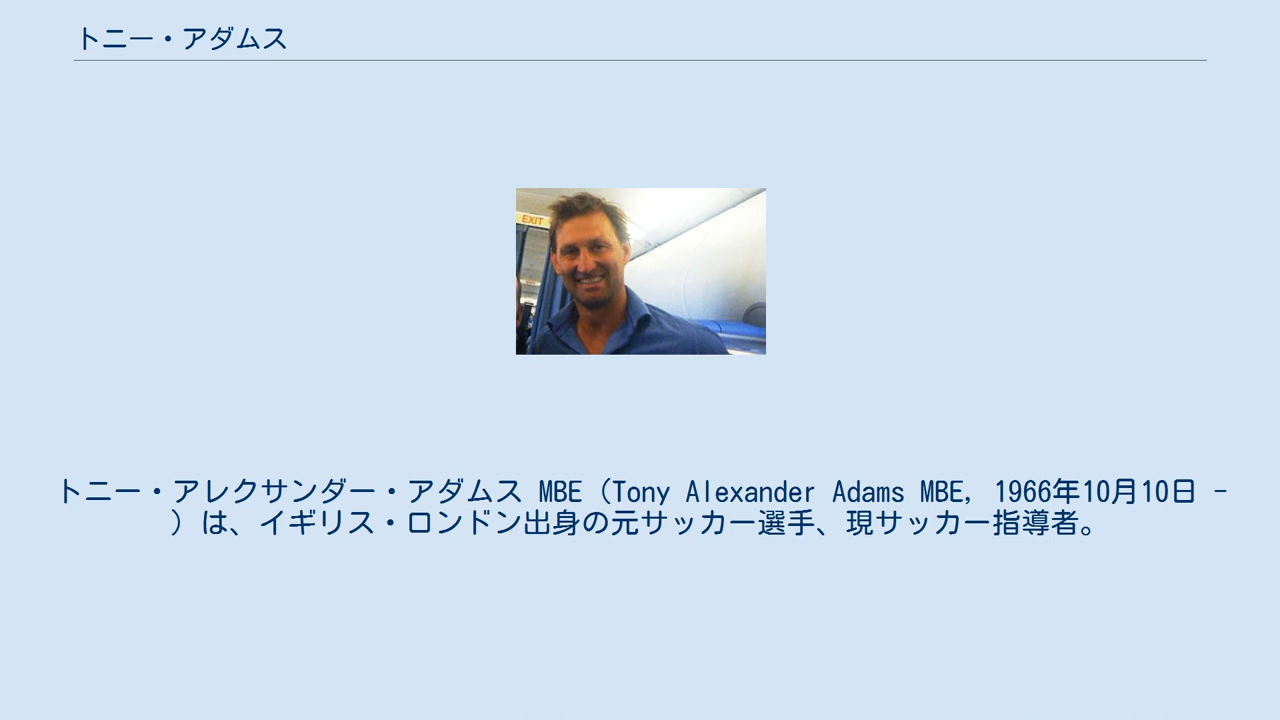 トニー・アダムス
EXIT
トニー・アレクサンダー・アダムス MBE（Tony Alexander Adams MBE, 1966年10月10日 -
）は、イギリス・ロンドン出身の元サッカー選手、現サッカー指導者。